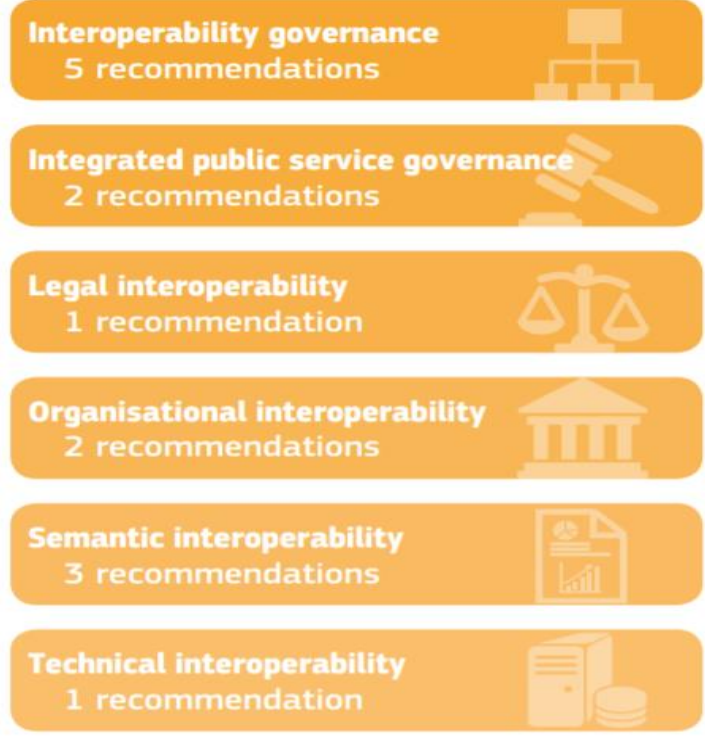 Interoperability governance
5 recommendations
Integrated public service governance
2 recommendations
Legal interoperability
1 recommendation
Organisational interoperability
2 recommendations
Semantic interoperability
3 recommendations
Technical interoperability
1 recommendation